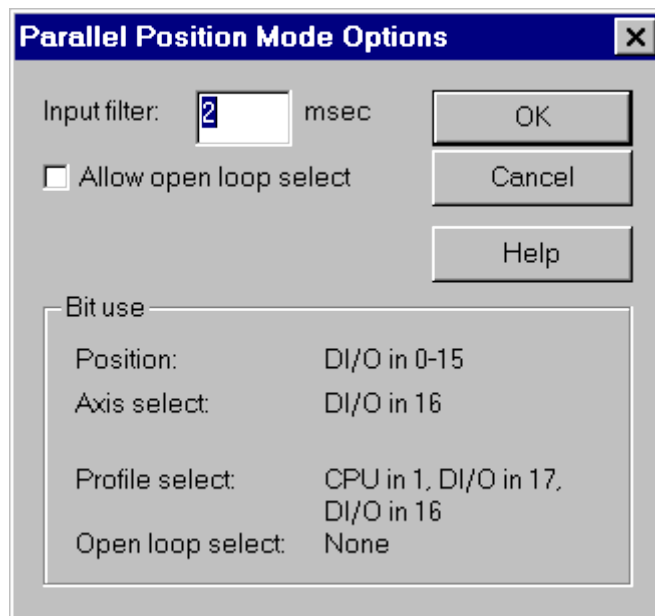 Parallel Position Mode Options
Input filter: 2 msec
OK
Allow open loop select
Cancel
Help
Bit use
Position: DI/O in 0-15
Axis select: DI/O in 16
Profile select: CPU in 1, DI/O in 17,
DI/O in 16
Open loop select: None